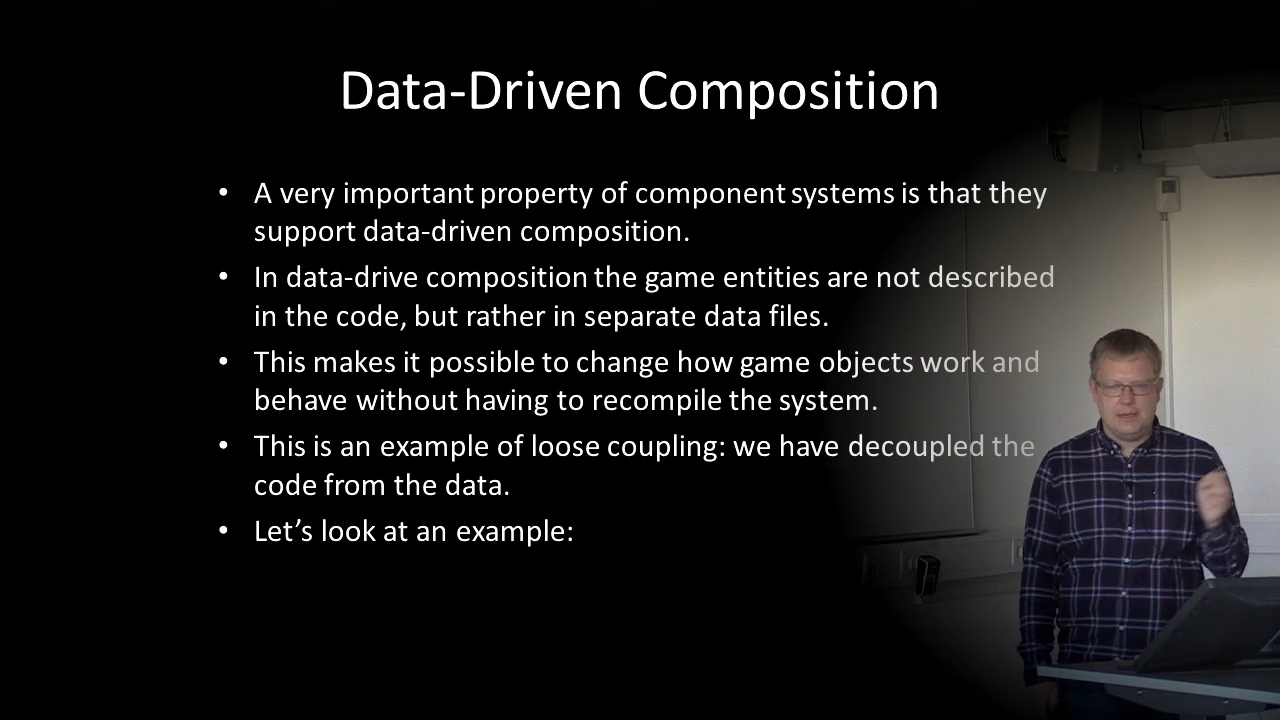 Data-Driven Composition
• A very important property of component systems is that they
support data-driven composition.
• In data-drive composition the game entities are not described
in the code, but rather in separate data files.
• This makes it possible to change how game objects work and
behave without having to recompile the system.
• This is an example of loose coupling: we have decoupled the
code from the data.
• Let's look at an example: